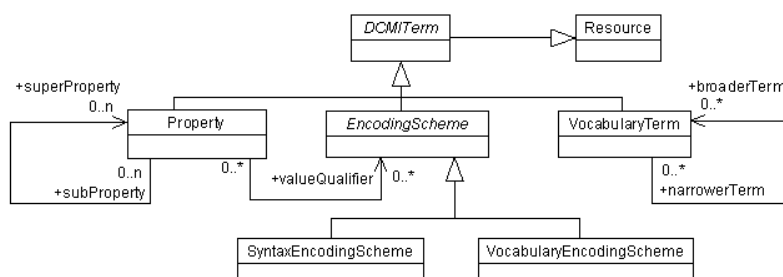 DCMITerm
Resource
+superProperty
+broaderTerm
0..n
0..*
Property
EncodingScheme
VocabularyTerm
0..n
0..*
+valueQualifier
0..*
0..*
+subProperty
+narrowerTerm
SyntaxEncodingScheme
VocabularyEncodingScheme